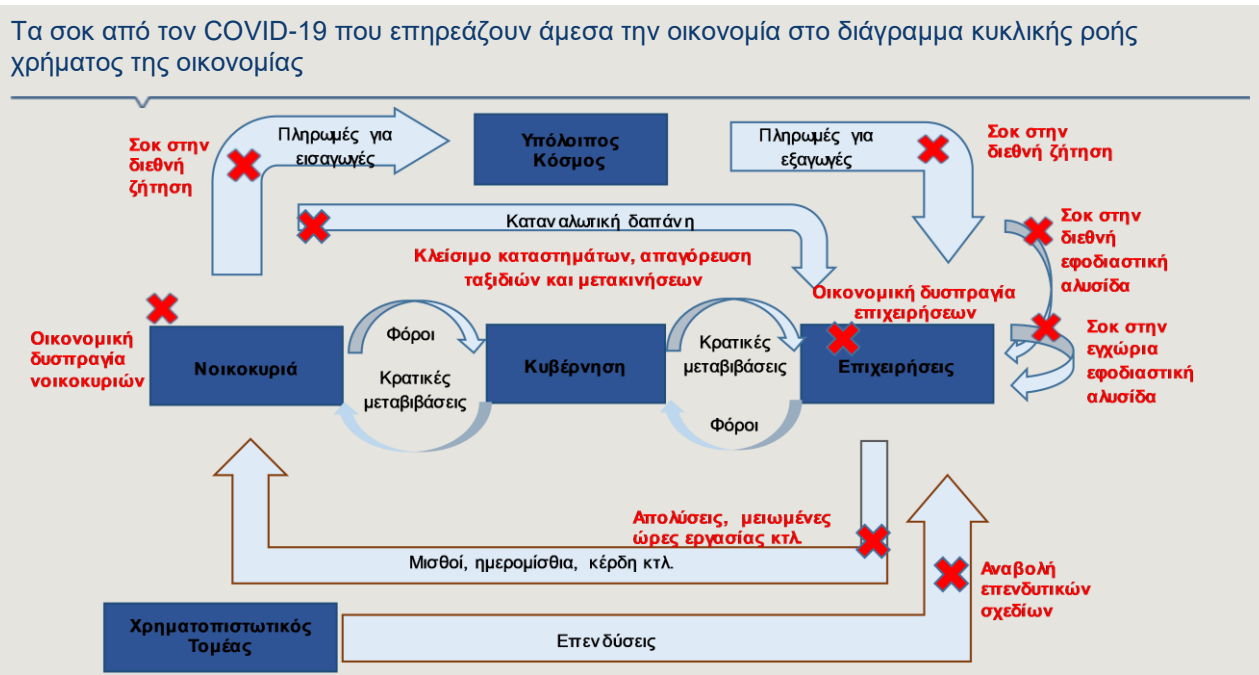 Τα σοκ από τον COVID-19 που επηρεάζουν άμεσα την οικονομία στο διάγραμμα κυκλικής ροής
χρήματος της οικονομίας
Σοκ στην
διεθνή
ζήτηση
Πληρωμές για
εισαγωγές
Υπόλοιπος
Κόσμος
Πληρωμές για
εξαγωγές
Σοκ στην
διεθνή ζήτηση
Καταναλωτική δαπάνη
Κλείσιμο καταστημάτων, απαγόρευση
ταξιδιών και μετακινήσεων
Σοκ στην
διεθνή
εφοδιαστική
αλυσίδα
Οικονομική δυσπραγία
επιχειρήσεων
Οικονομική
δυσπραγία
νοικοκυριών
Νοικοκυριά
Φόροι
Κρατικές
μεταβιβάσεις
Κυβέρνηση
Κρατικές
μεταβιβάσεις
Φόροι
Επιχειρήσεις
Σοκ στην
εγχώρια
εφοδιαστική
αλυσίδα
Απολύσεις, μειωμένες
ώρες εργασίας κτλ.
Μισθοί, ημερομίσθια, κέρδη κτλ.
Αναβολή
επενδυτικών
σχεδίων
Χρηματοπιστωτικός
Τομέας
Επενδύσεις